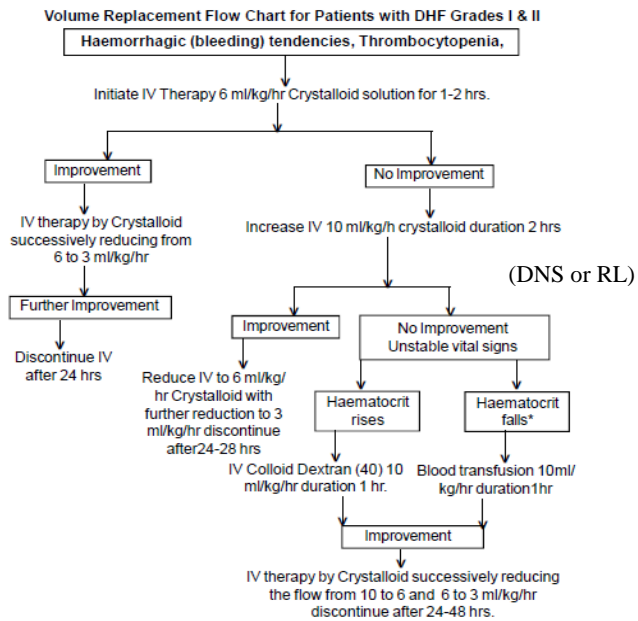 Volume Replacement Flow Chart for Patients with DHF Grades I & II
Haemorrhagic (bleeding) tendencies, Thrombocytopenia,
Initiate IV Therapy 6 ml/kg/hr Crystalloid solution for 1-2 hrs.
Improvement
No Improvement
IV therapy by Crystalloid
successively reducing from
6 to 3 ml/kg/hr
Increase IV 10 ml/kg/h crystalloid duration 2 hrs
(DNS or RL)
Further Improvement
Discontinue IV
after 24 hrs
Improvement
No Improvement
Unstable vital signs
Reduce IV to 6 ml/kg/
hr Crystalloid with
further reduction to 3
ml/kg/hr discontinue
after24-28 hrs
Haematocrit
rises
Haematocrit
falls*
IV Colloid Dextran (40) 10
ml/kg/hr duration 1 hr.
Blood transfusion 10ml/
kg/hr duration1hr
Improvement
IV therapy by Crystalloid successively reducing
the flow from 10 to 6 and 6 to 3 ml/kg/hr
discontinue after 24-48 hrs.